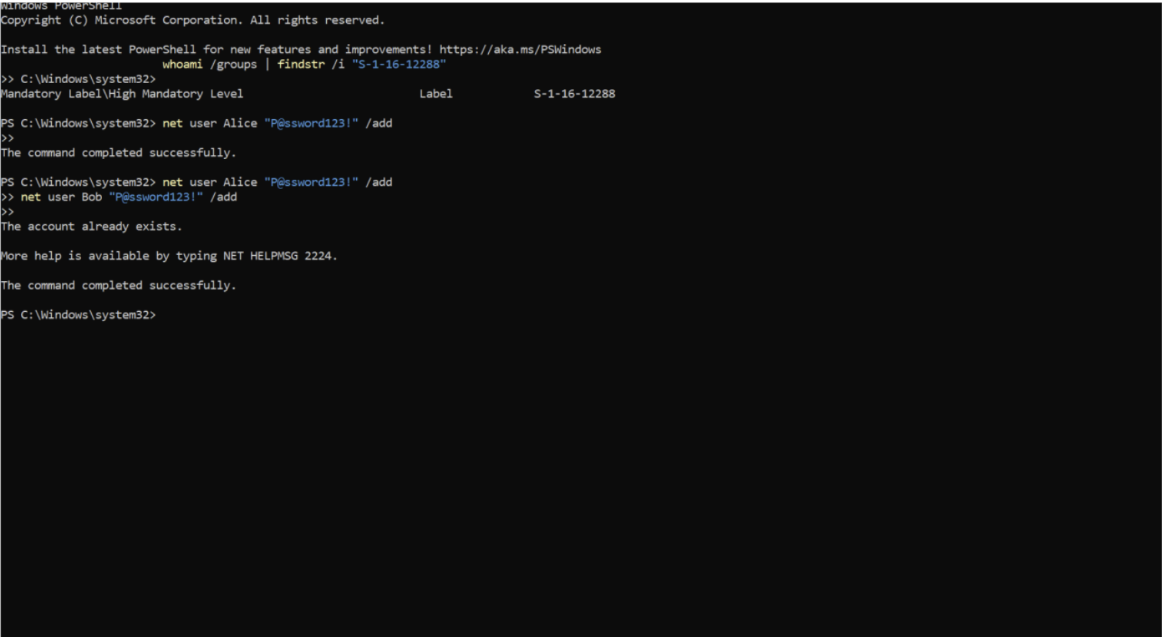 Windows PowerShell
Copyright (C) Microsoft Corporation. All rights reserved.
Install the latest PowerShell for new features and improvements! https://aka.ms/PSWindows
whoami /groups | findstr /i "S-1-16-12288"
>> C:\Windows\system32>
Mandatory Label\High Mandatory Level Label S-1-16-12288
PS C:\Windows\system32> net user Alice "P@ssword123!" /add
>>
The command completed successfully.
PS C:\Windows\system32> net user Alice "P@ssword123!" /add
>> net user Bob "P@ssword123!" /add
>>
The account already exists.
More help is available by typing NET HELPMSG 2224.
The command completed successfully.
PS C:\Windows\system32>